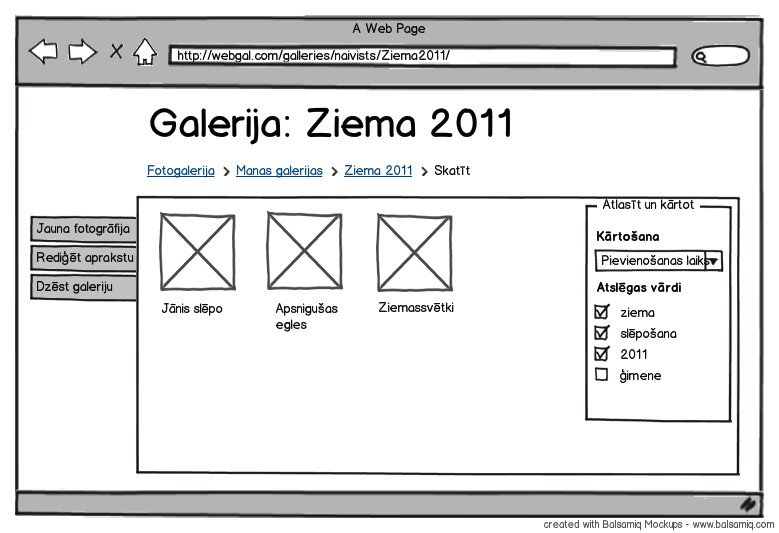 A Web Page
http://webgal.com/galleries/naivists/Ziema2011/
Galerija: Ziema 2011
Fotogalerija > Manas galerijas > Ziema 2011 > Skatīt
Jauna fotogrāfija
Rediģēt aprakstu
Dzēst galeriju
Jānis slēpo
Apsnigušas
egles
Ziemassvētki
Atlasīt un kārtot
Kārtošana
Pievienošanas laiks
Atslēgas vārdi
ziema
slēpošana
2011
ģimene
created with Balsamiq Mockups - www.balsamiq.com